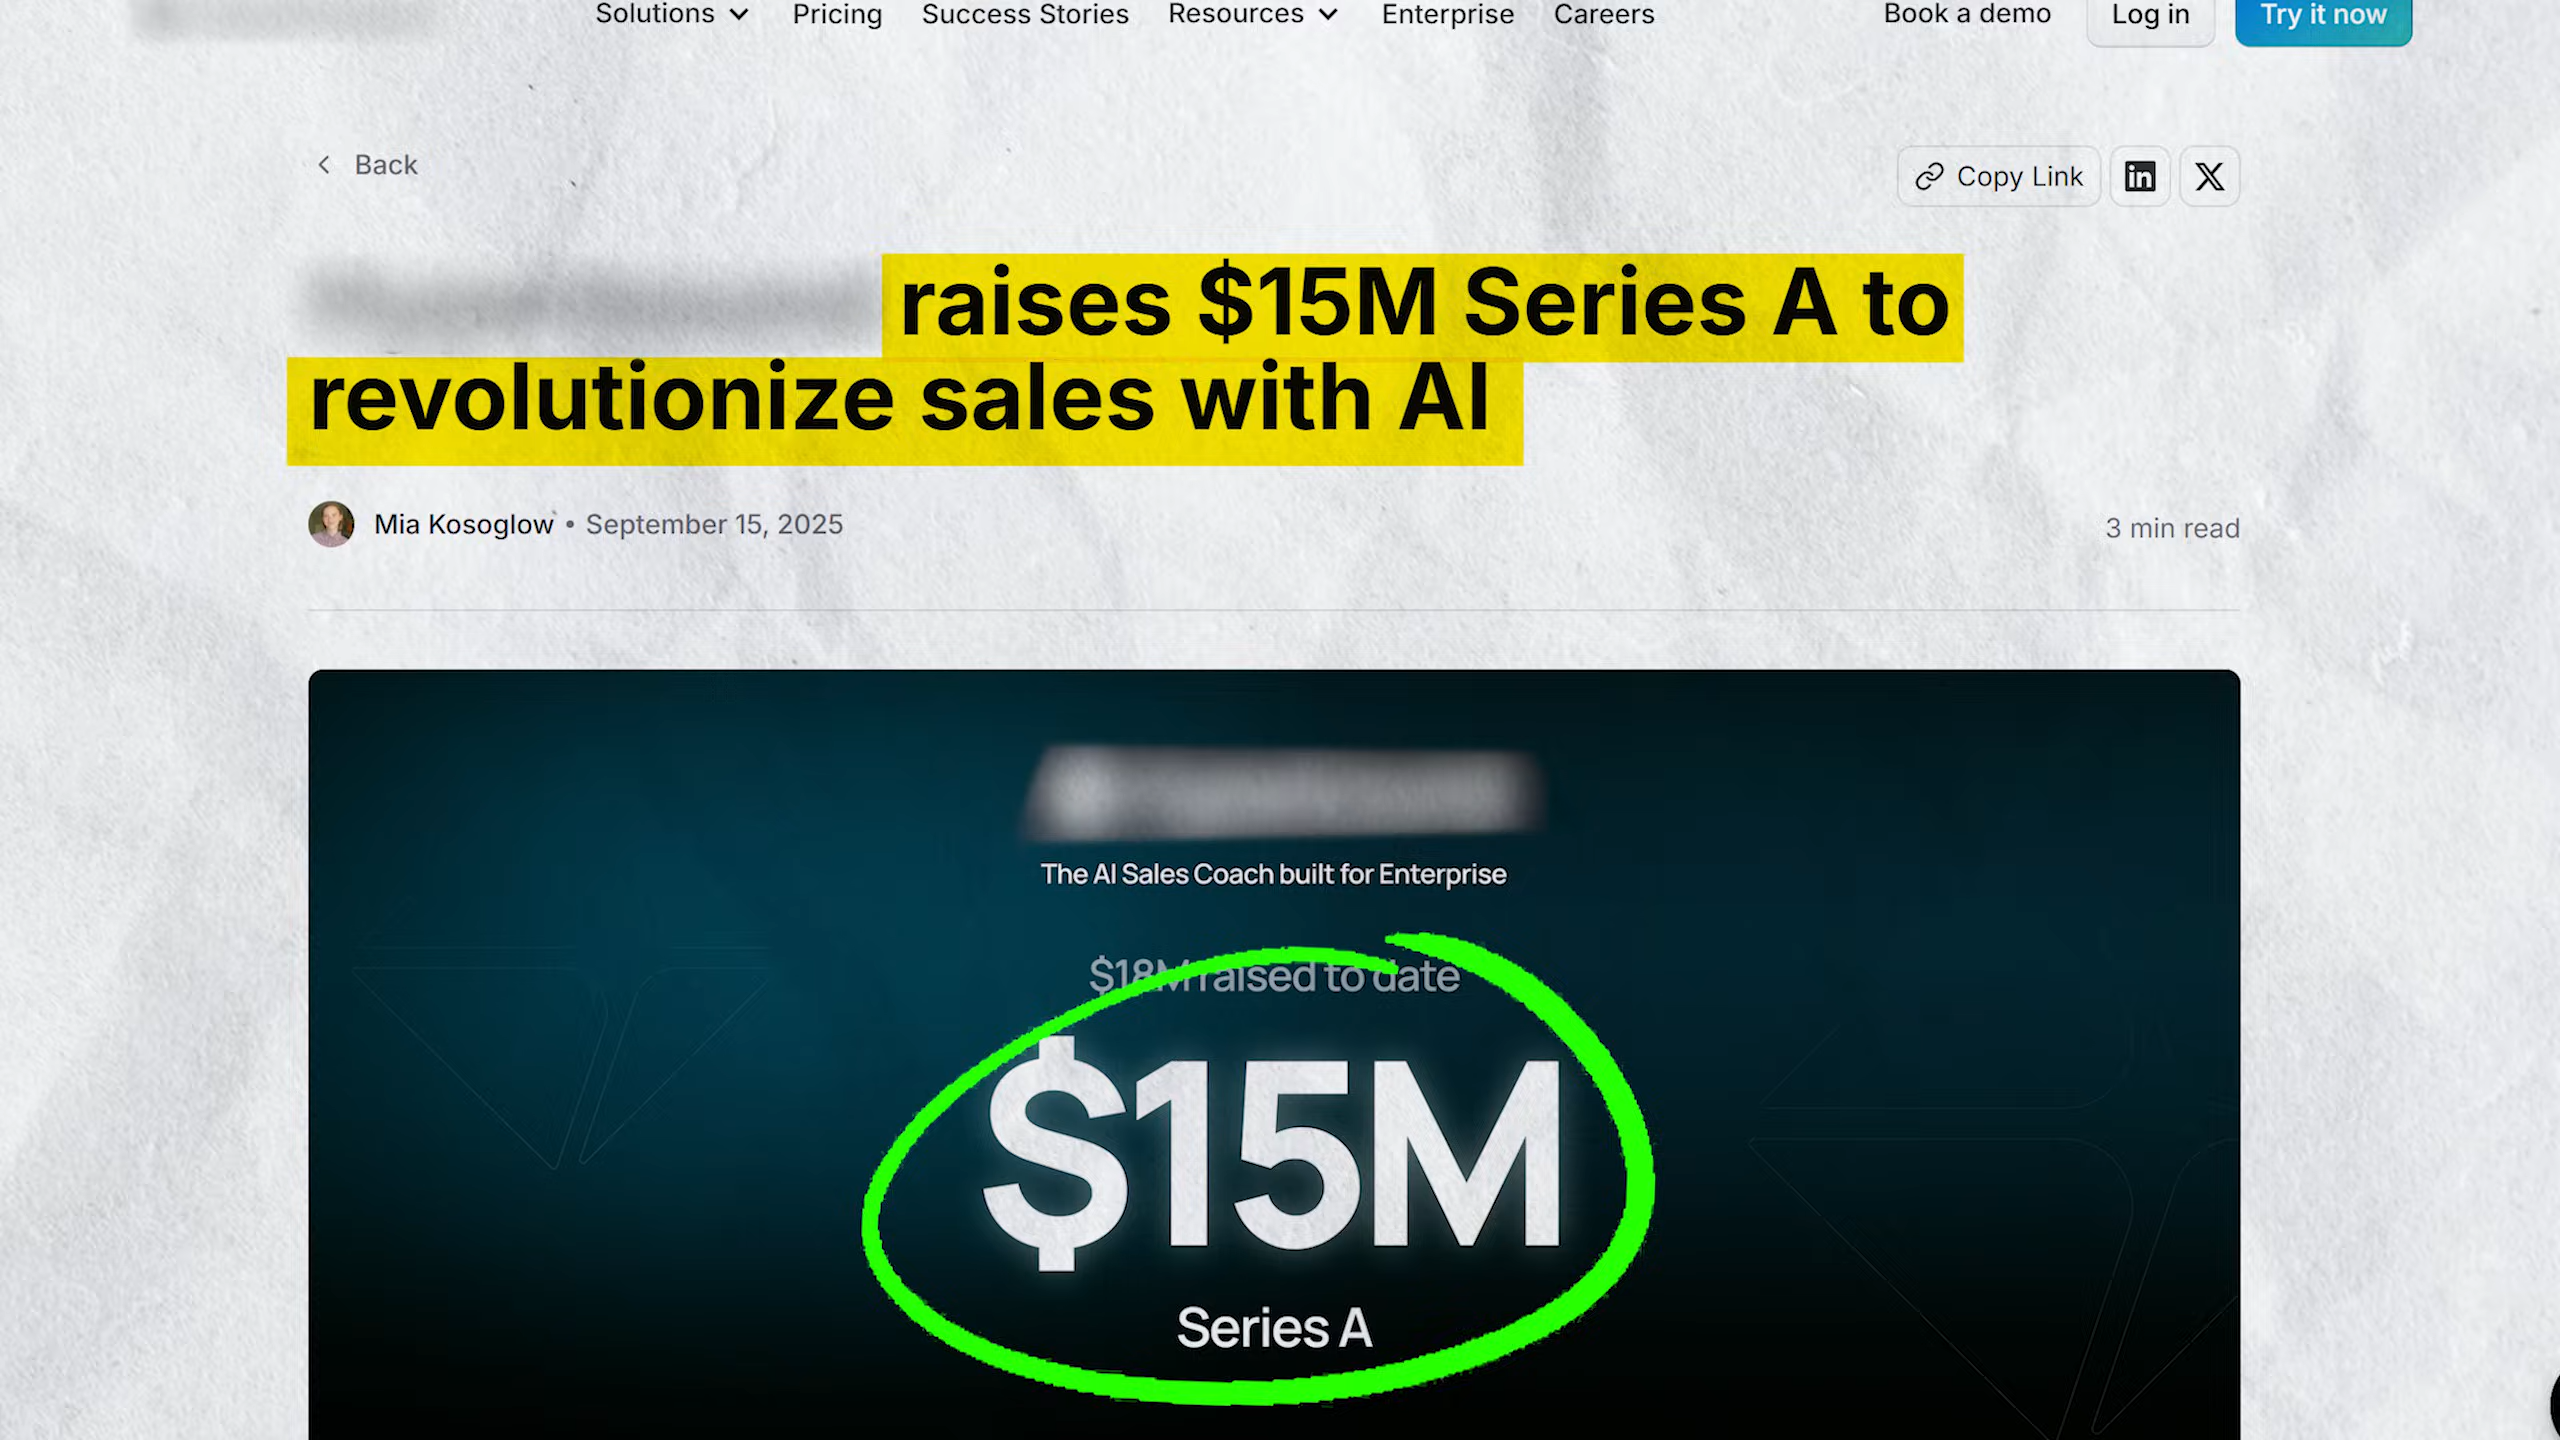 Solutions Pricing Success Stories Resources Enterprise Careers Book a demo Log in Try it now
Back
Copy Link
raises $15M Series A to
revolutionize sales with AI
Mia Kosoglow • September 15, 2025
3 min read
The AI Sales Coach built for Enterprise
$18M raised to date
$15M
Series A